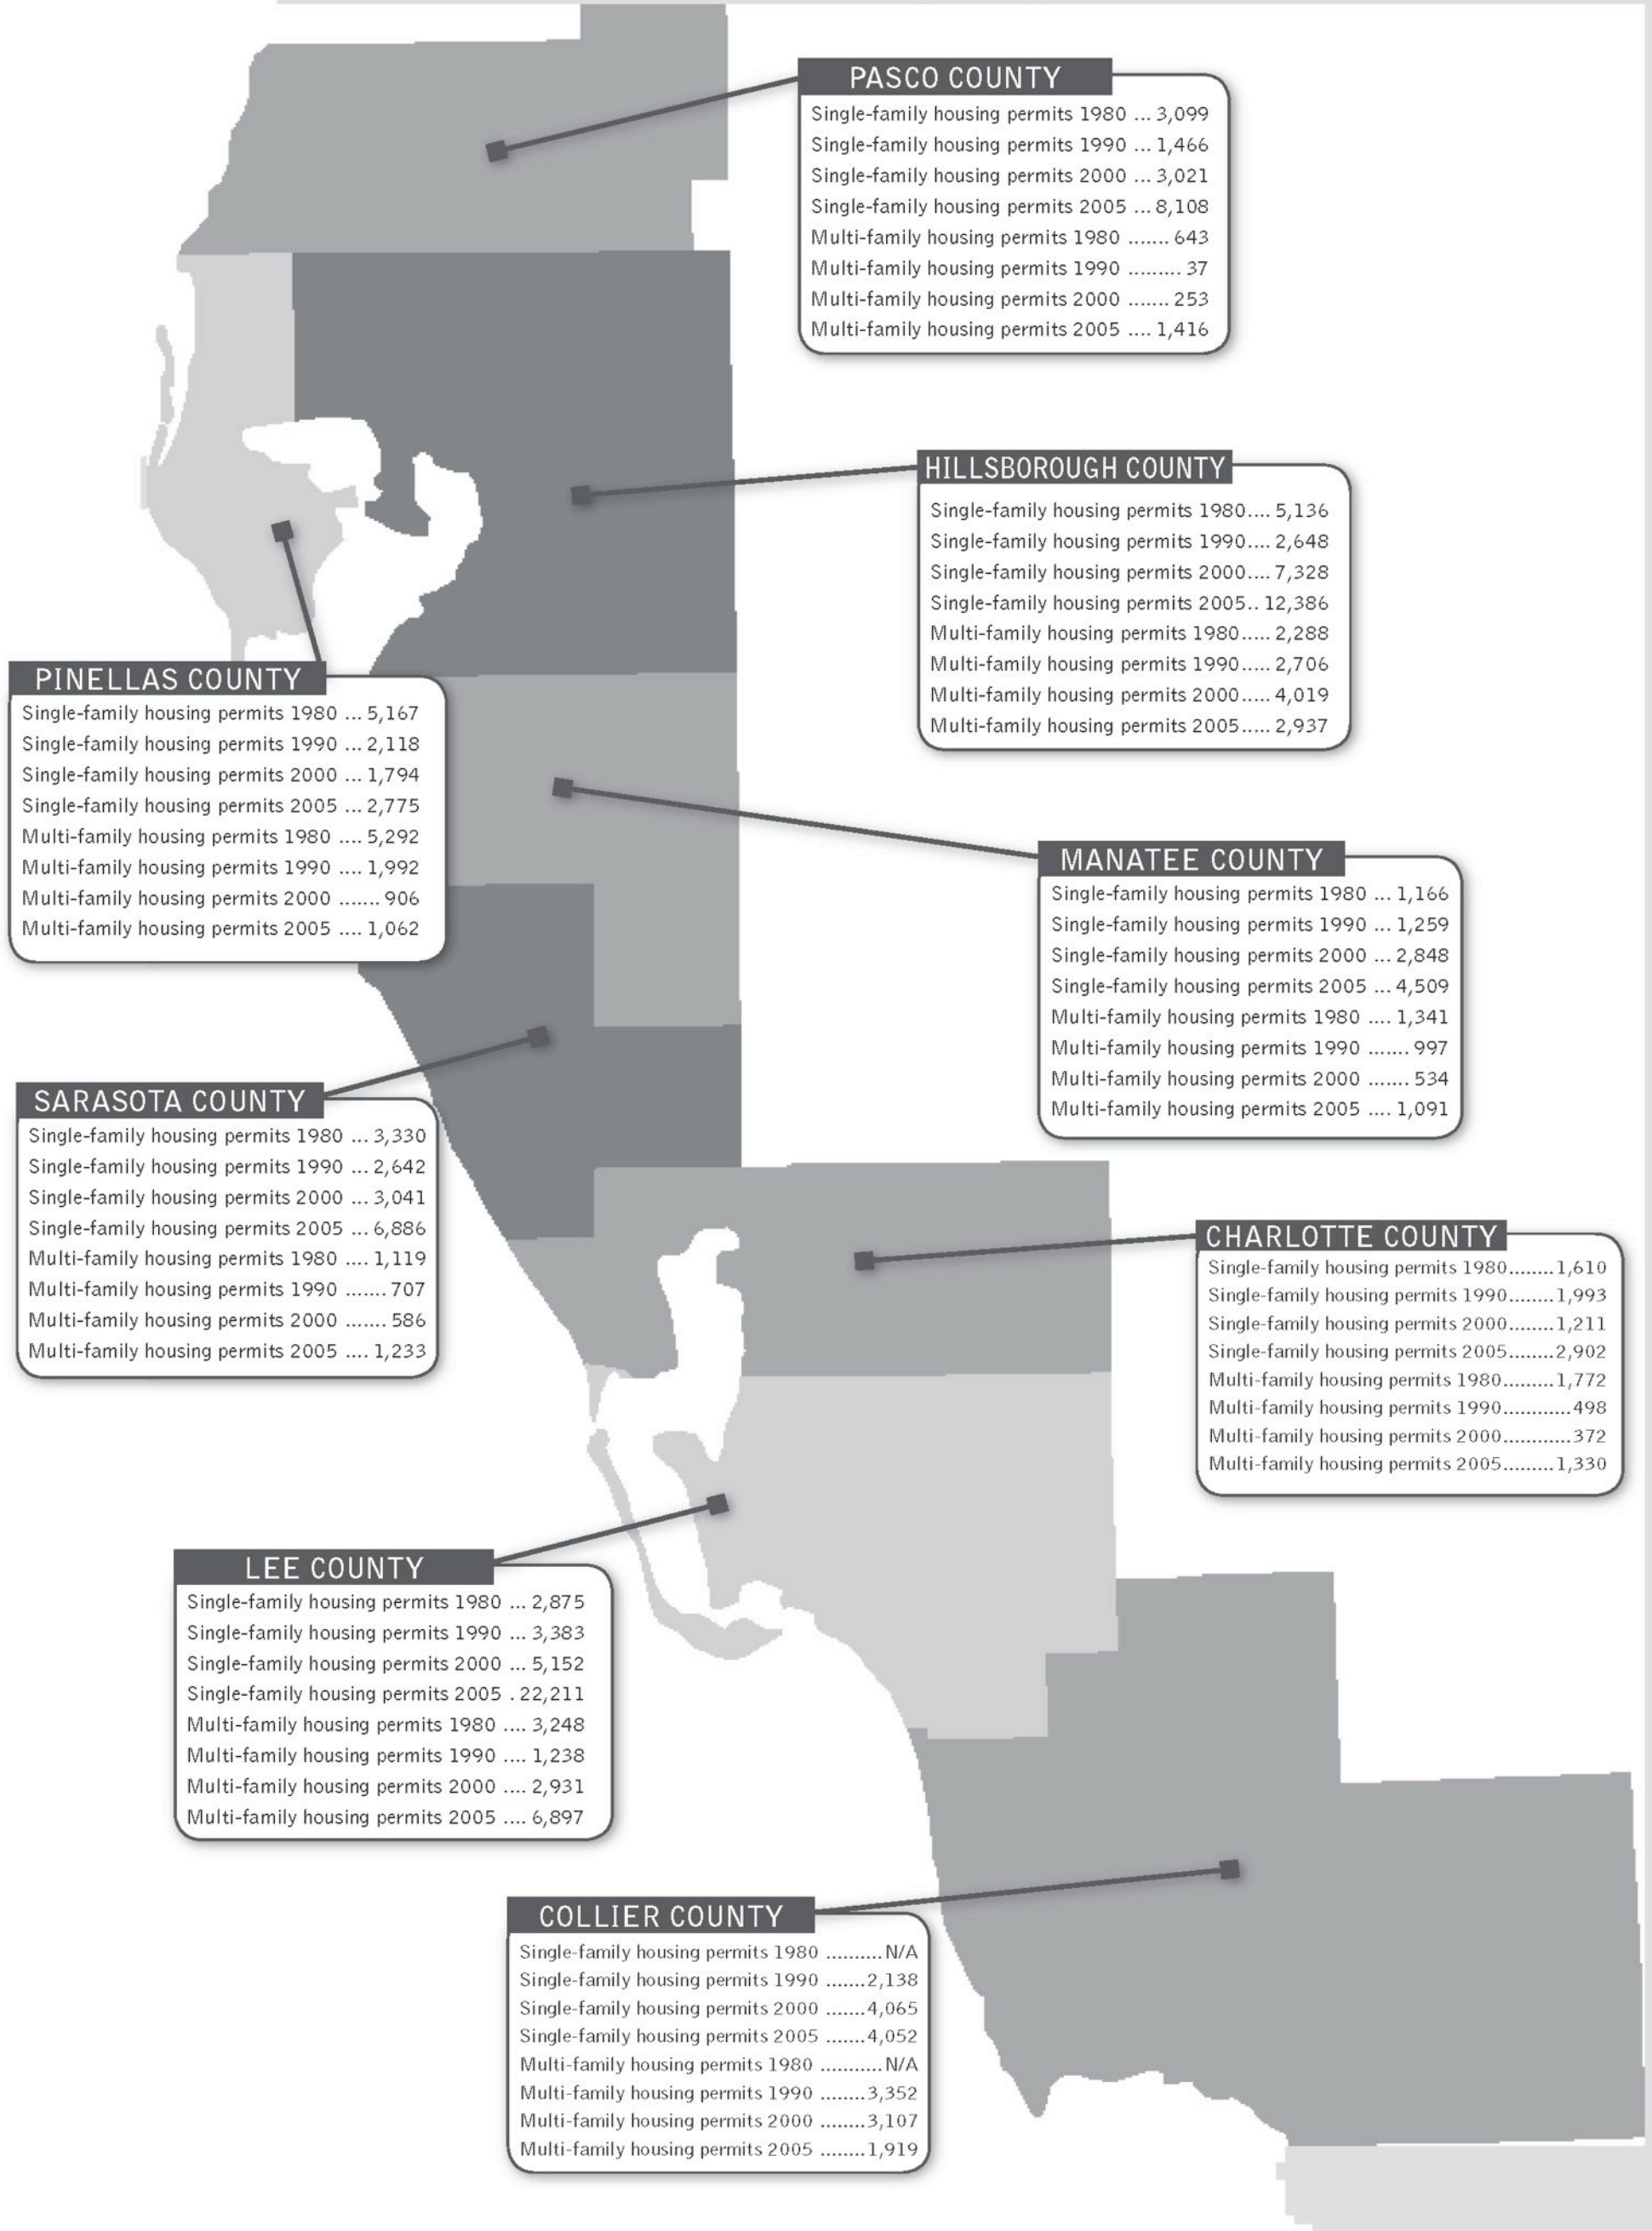 PASCO COUNTY
Single-family housing permits 1980 ... 3,099
Single-family housing permits 1990 ... 1,466
Single-family housing permits 2000 ... 3,021
Single-family housing permits 2005 ... 8,108
Multi-family housing permits 1980 ....... 643
Multi-family housing permits 1990 ......... 37
Multi-family housing permits 2000 ....... 253
Multi-family housing permits 2005 .... 1,416
HILLSBOROUGH COUNTY
Single-family housing permits 1980.... 5,136
Single-family housing permits 1990.... 2,648
Single-family housing permits 2000.... 7,328
Single-family housing permits 2005.. 12,386
Multi-family housing permits 1980..... 2,288
Multi-family housing permits 1990..... 2,706
Multi-family housing permits 2000..... 4,019
Multi-family housing permits 2005..... 2,937
PINELLAS COUNTY
Single-family housing permits 1980 ... 5,167
Single-family housing permits 1990 ... 2,118
Single-family housing permits 2000 ... 1,794
Single-family housing permits 2005 ... 2,775
Multi-family housing permits 1980 .... 5,292
Multi-family housing permits 1990 .... 1,992
Multi-family housing permits 2000 ....... 906
Multi-family housing permits 2005 .... 1,062
MANATEE COUNTY
Single-family housing permits 1980 ... 1,166
Single-family housing permits 1990 ... 1,259
Single-family housing permits 2000 ... 2,848
Single-family housing permits 2005 ... 4,509
Multi-family housing permits 1980 .... 1,341
Multi-family housing permits 1990 ....... 997
Multi-family housing permits 2000 ....... 534
Multi-family housing permits 2005 .... 1,091
SARASOTA COUNTY
Single-family housing permits 1980 ... 3,330
Single-family housing permits 1990 ... 2,642
Single-family housing permits 2000 ... 3,041
Single-family housing permits 2005 ... 6,886
Multi-family housing permits 1980 .... 1,119
Multi-family housing permits 1990 ....... 707
Multi-family housing permits 2000 ....... 586
Multi-family housing permits 2005 .... 1,233
CHARLOTTE COUNTY
Single-family housing permits 1980.......1,610
Single-family housing permits 1990........1,993
Single-family housing permits 2000........1,211
Single-family housing permits 2005........2,902
Multi-family housing permits 1980.........1,772
Multi-family housing permits 1990............498
Multi-family housing permits 2000............372
Multi-family housing permits 2005.........1,330
LEE COUNTY
Single-family housing permits 1980 ... 2,875
Single-family housing permits 1990 ... 3,383
Single-family housing permits 2000 ... 5,152
Single-family housing permits 2005 . 22,211
Multi-family housing permits 1980 .... 3,248
Multi-family housing permits 1990 .... 1,238
Multi-family housing permits 2000 .... 2,931
Multi-family housing permits 2005 .... 6,897
COLLIER COUNTY
Single-family housing permits 1980 ..........N/A
Single-family housing permits 1990 .......2,138
Single-family housing permits 2000 .......4,065
Single-family housing permits 2005 .......4,052
Multi-family housing permits 1980 ...........N/A
Multi-family housing permits 1990 ........3,352
Multi-family housing permits 2000 ........3,107
Multi-family housing permits 2005 ........1,919